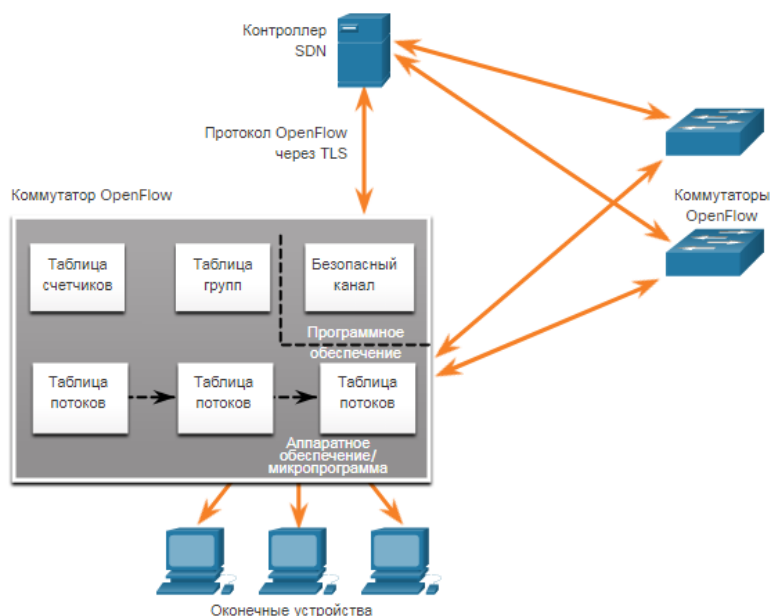 Контроллер
SDN
Протокол OpenFlow
через TLS
Коммутатор OpenFlow
Коммутаторы
OpenFlow
Таблица
счетчиков
Таблица
групп
Безопасный
канал
Программное
обеспечение
Таблица
потоков
Таблица
потоков
Таблица
потоков
Аппаратное
обеспечение/
микропрограмма
Оконечные устройства